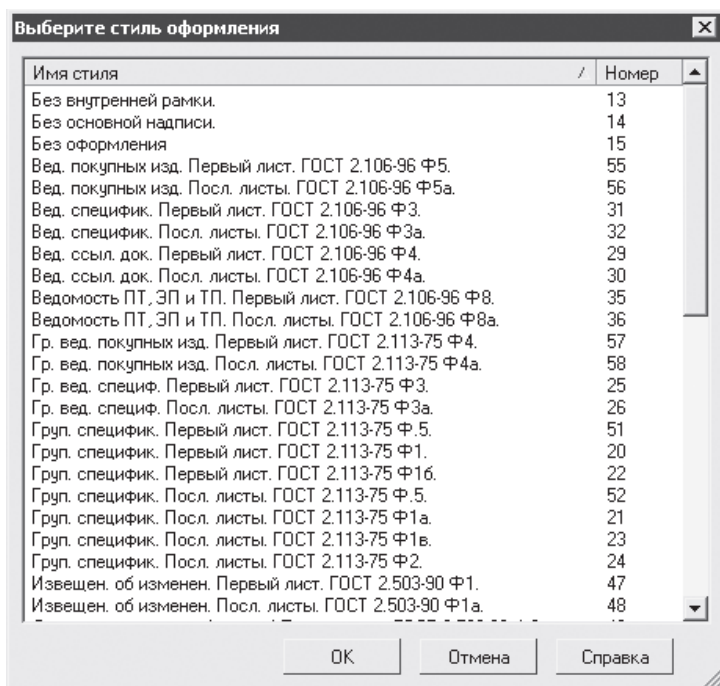 Выберите стиль оформления
Имя стиля / Номер
Без внутренней рамки. 13
Без основной надписи. 14
Без оформления 15
Вед. покупных изд. Первый лист. ГОСТ 2.106-96 Ф5. 55
Вед. покупных изд. Посл. листы. ГОСТ 2.106-96 Ф5а. 56
Вед. специфик. Первый лист. ГОСТ 2.106-96 Ф3. 31
Вед. специфик. Посл. листы. ГОСТ 2.106-96 Ф3а. 32
Вед. ссыл. док. Первый лист. ГОСТ 2.106-96 Ф4. 29
Вед. ссыл. док. Посл. листы. ГОСТ 2.106-96 Ф4а. 30
Ведомость ПТ, ЭП и ТП. Первый лист. ГОСТ 2.106-96 Ф8. 35
Ведомость ПТ, ЭП и ТП. Посл. листы. ГОСТ 2.106-96 Ф8а. 36
Гр. вед. покупных изд. Первый лист. ГОСТ 2.113-75 Ф4. 57
Гр. вед. покупных изд. Посл. листы. ГОСТ 2.113-75 Ф4а. 58
Гр. вед. специф. Первый лист. ГОСТ 2.113-75 Ф3. 25
Гр. вед. специф. Посл. листы. ГОСТ 2.113-75 Ф3а. 26
Груп. специфик. Первый лист. ГОСТ 2.113-75 Ф.5. 51
Груп. специфик. Первый лист. ГОСТ 2.113-75 Ф1. 20
Груп. специфик. Первый лист. ГОСТ 2.113-75 Ф1б. 22
Груп. специфик. Посл. листы. ГОСТ 2.113-75 Ф.5. 52
Груп. специфик. Посл. листы. ГОСТ 2.113-75 Ф1а. 21
Груп. специфик. Посл. листы. ГОСТ 2.113-75 Ф1в. 23
Груп. специфик. Посл. листы. ГОСТ 2.113-75 Ф2. 24
Извещен. об изменен. Первый лист. ГОСТ 2.503-90 Ф1. 47
Извещен. об изменен. Посл. листы. ГОСТ 2.503-90 Ф1а. 48
OK Отмена Справка